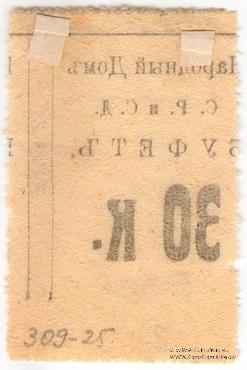 Народный Домъ
С. Р. и С. Д.
БУФЕТЪ.
30 К.
309-25.